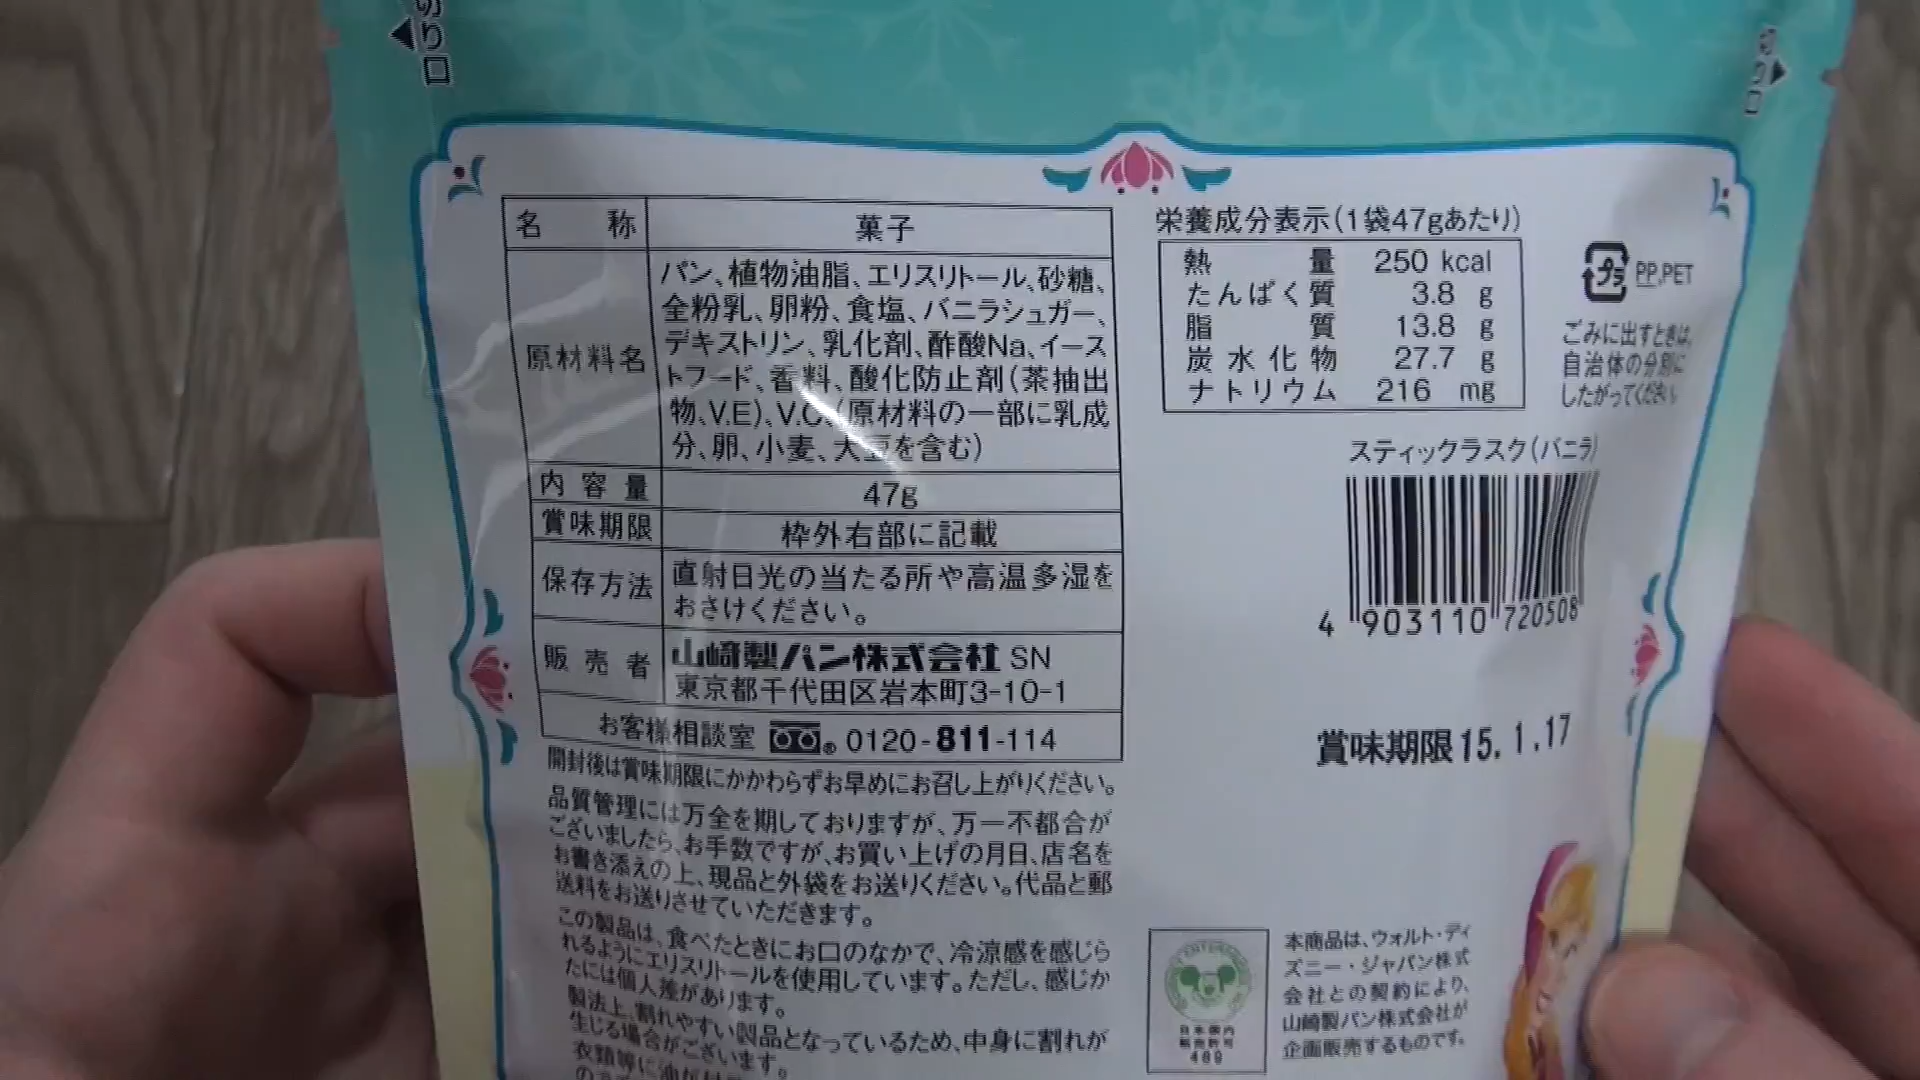 切り口
切り口
名称 菓子
原材料名 パン、植物油脂、エリスリトール、砂糖、
全粉乳、卵粉、食塩、バニラシュガー、
デキストリン、乳化剤、酢酸Na、イース
トフード、香料、酸化防止剤(茶抽出
物、V.E)、V.C、(原材料の一部に乳成
分、卵、小麦、大豆を含む)
内容量 47g
賞味期限 枠外右部に記載
保存方法 直射日光の当たる所や高温多湿を
おさけください。
販売者 山崎製パン株式会社 SN
東京都千代田区岩本町3-10-1
お客様相談室 0120-811-114
開封後は賞味期限にかかわらずお早めにお召し上がりください。
品質管理には万全を期しておりますが、万一不都合が
ございましたら、お手数ですが、お買い上げの月日、店名を
お書き添えの上、現品と外袋をお送りください。代品と郵
送料をお送りさせていただきます。
この製品は、食べたときにお口のなかで、冷涼感を感じら
れるようにエリスリトールを使用しています。ただし、感じか
たには個人差があります。
製法上、割れやすい製品となっているため、中身に割れが
生じる場合がございます。
衣類等に油が
栄養成分表示(1袋47gあたり)
熱量 250 kcal
たんぱく質 3.8 g
脂質 13.8 g
炭水化物 27.7 g
ナトリウム 216 mg
プラ PP,PET
ごみに出すときは、
自治体の分別に
したがってください
スティックラスク(バニラ)
4 903110 720508
賞味期限 15.1.17
日本国内
販売許可
489
本商品は、ウォルト・ディ
ズニー・ジャパン株式
会社との契約により、
山崎製パン株式会社が
企画販売するものです。